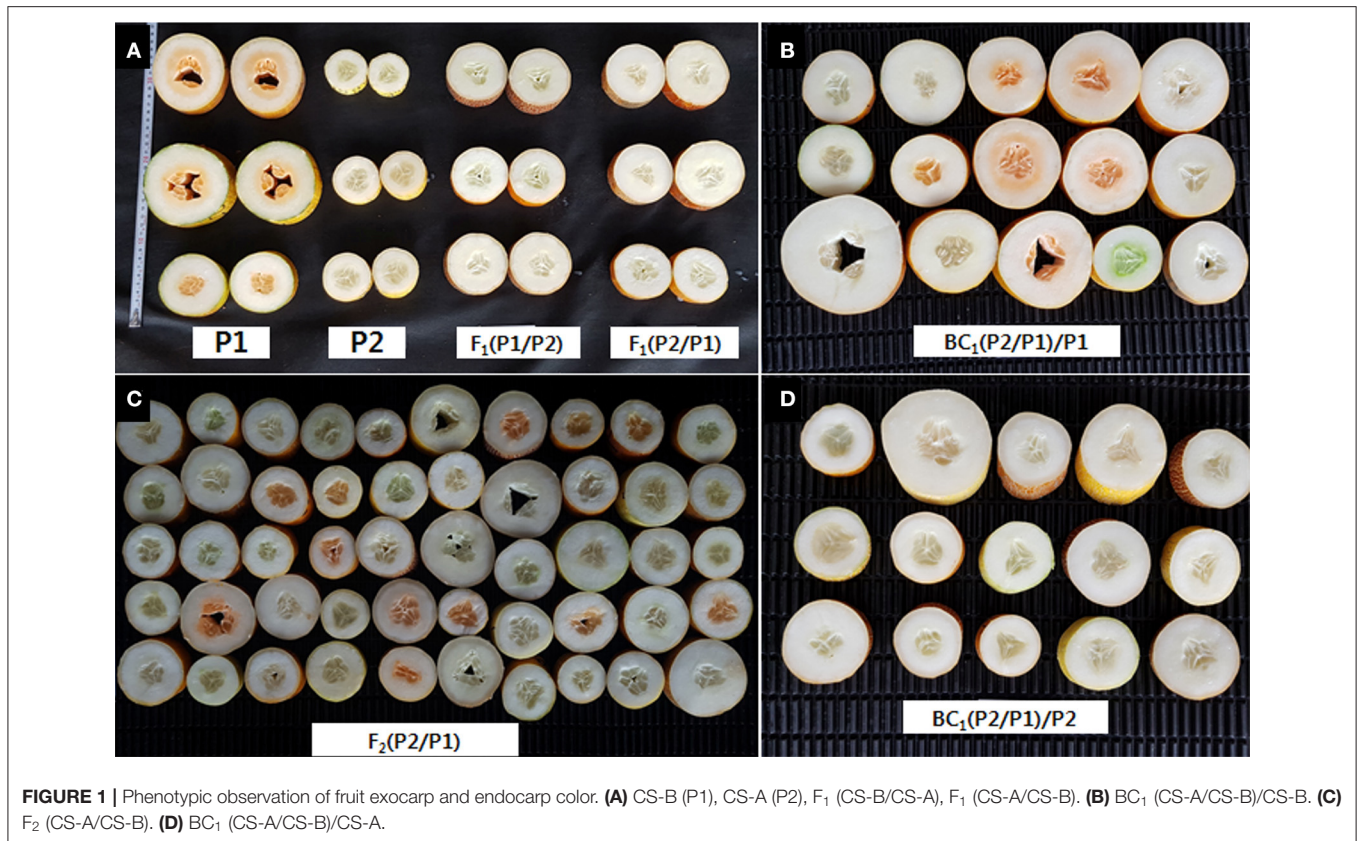 A
P1
P2
F₁(P1/P2)
F₁(P2/P1)
B
BC₁(P2/P1)/P1
C
F₂(P2/P1)
D
BC₁(P2/P1)/P2
FIGURE 1 | Phenotypic observation of fruit exocarp and endocarp color. (A) CS-B (P1), CS-A (P2), F₁ (CS-B/CS-A), F₁ (CS-A/CS-B). (B) BC₁ (CS-A/CS-B)/CS-B. (C)
F₂ (CS-A/CS-B). (D) BC₁ (CS-A/CS-B)/CS-A.